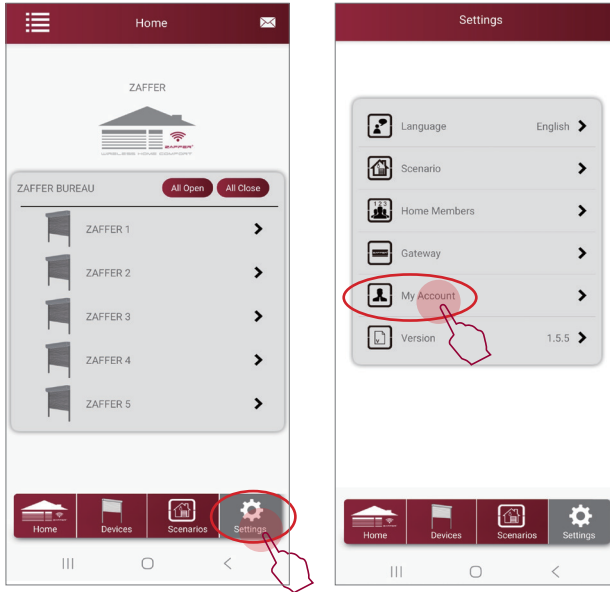 Home
ZAFFER
ZAFFER
WIRELESS HOME COMFORT
ZAFFER BUREAU
All Open
All Close
ZAFFER 1
ZAFFER 2
ZAFFER 3
ZAFFER 4
ZAFFER 5
Home
Devices
Scenarios
Settings
Settings
Language
English
Scenario
123
Home Members
Gateway
My Account
V
Version
1.5.5
Home
Devices
Scenarios
Settings